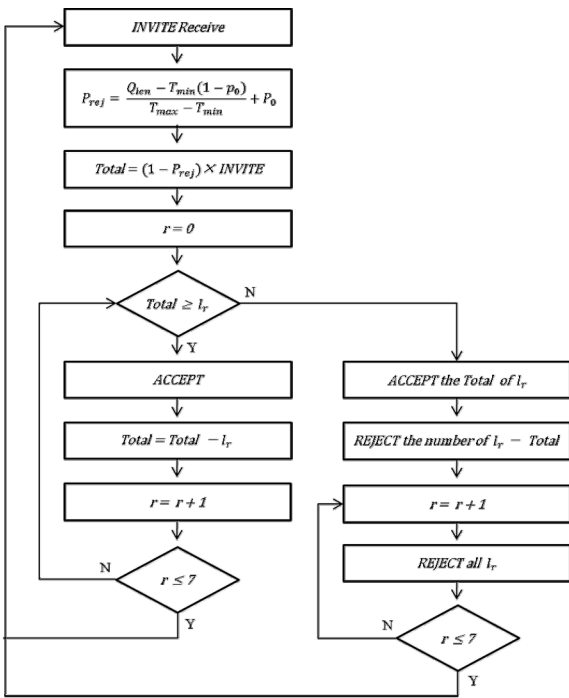 INVITE Receive
P_rej = (Q_len − T_min(1 − p_0)) / (T_max − T_min) + P_0
Total = (1 − P_rej) × INVITE
r = 0
Total ≥ l_r
N
Y
ACCEPT
ACCEPT the Total of l_r
Total = Total − l_r
REJECT the number of l_r − Total
r = r + 1
r = r + 1
REJECT all l_r
N
r ≤ 7
Y
N
r ≤ 7
Y